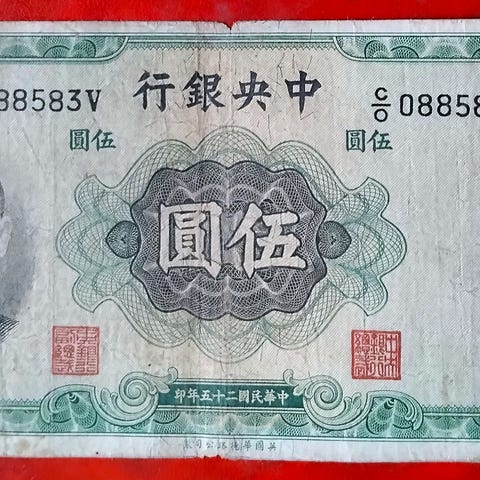 中央銀行
88583V
C/O 08858
伍圓
伍圓
伍圓
中華民國二十五年印
英國華德路公司